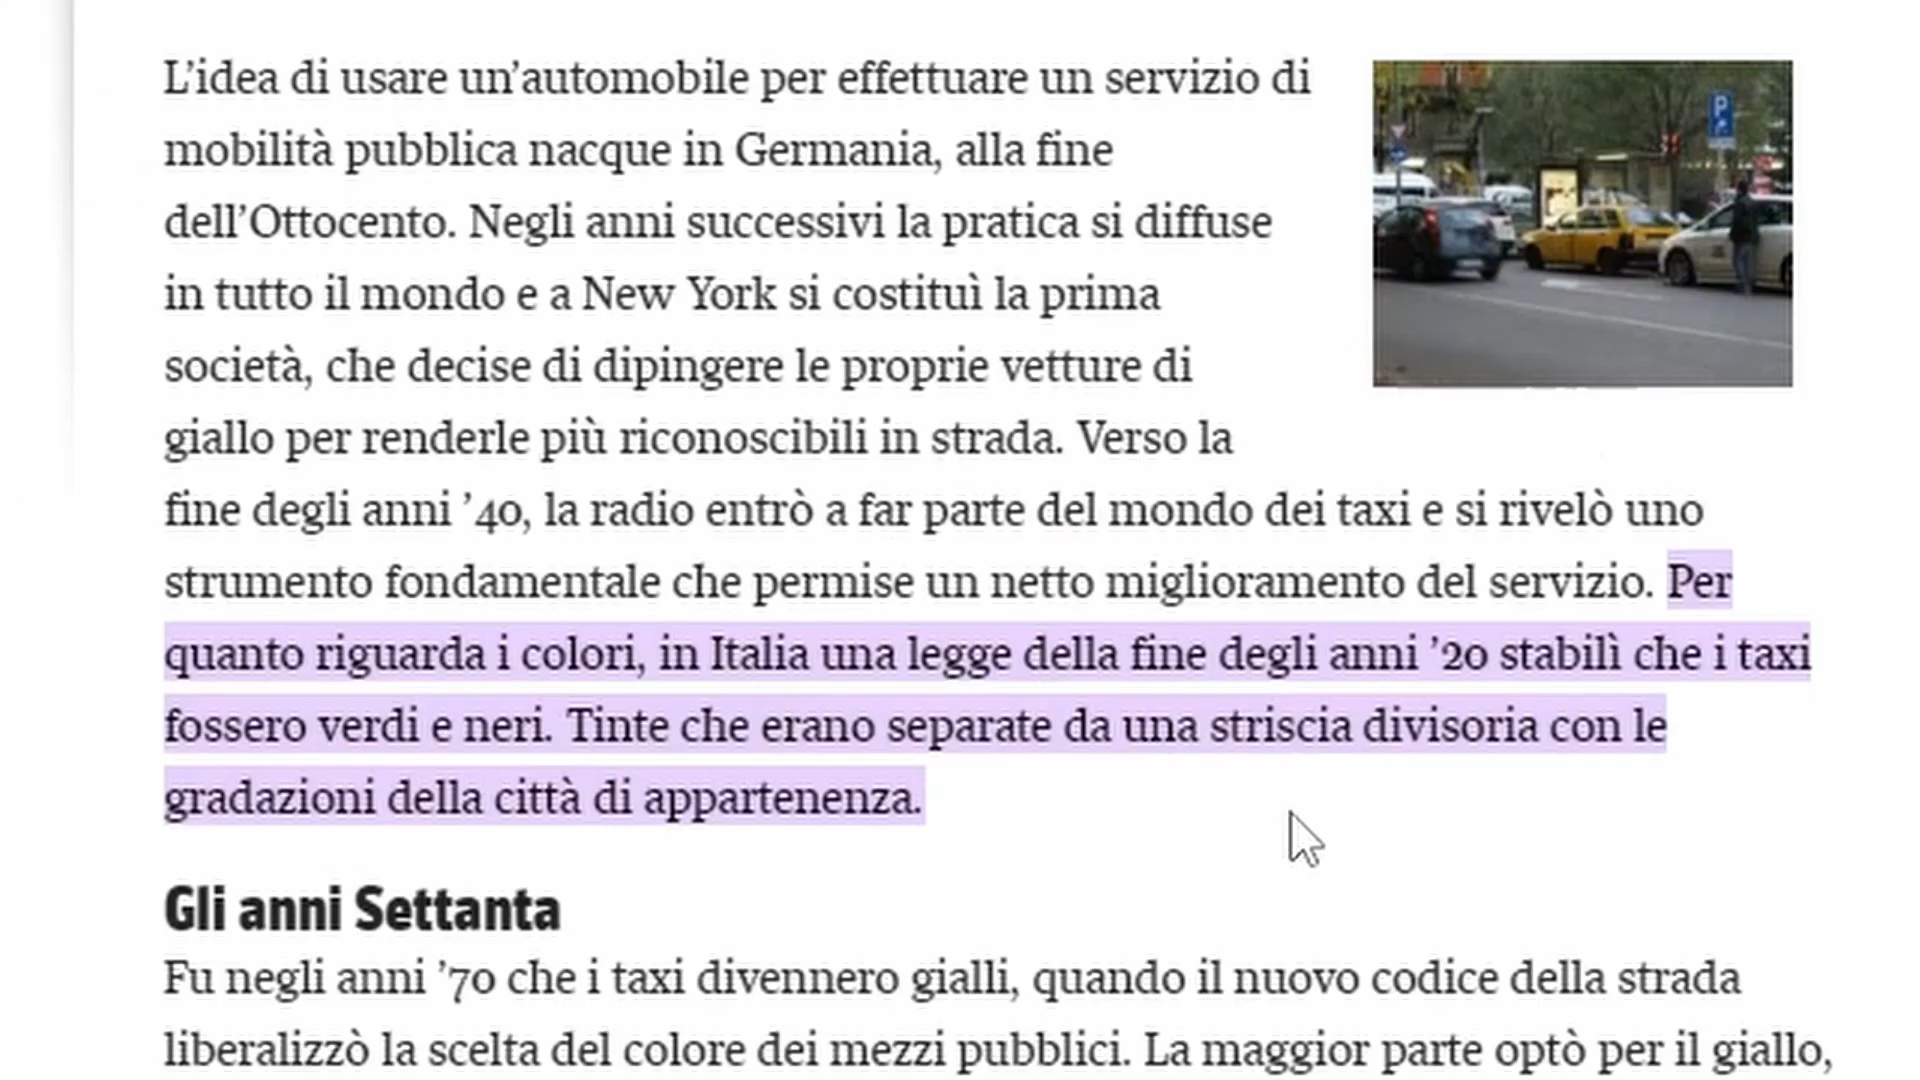 L’idea di usare un’automobile per effettuare un servizio di
mobilità pubblica nacque in Germania, alla fine
dell’Ottocento. Negli anni successivi la pratica si diffuse
in tutto il mondo e a New York si costituì la prima
società, che decise di dipingere le proprie vetture di
giallo per renderle più riconoscibili in strada. Verso la
fine degli anni ’40, la radio entrò a far parte del mondo dei taxi e si rivelò uno
strumento fondamentale che permise un netto miglioramento del servizio. Per
quanto riguarda i colori, in Italia una legge della fine degli anni ’20 stabilì che i taxi
fossero verdi e neri. Tinte che erano separate da una striscia divisoria con le
gradazioni della città di appartenenza.
Gli anni Settanta
Fu negli anni ’70 che i taxi divennero gialli, quando il nuovo codice della strada
liberalizzò la scelta del colore dei mezzi pubblici. La maggior parte optò per il giallo,
P